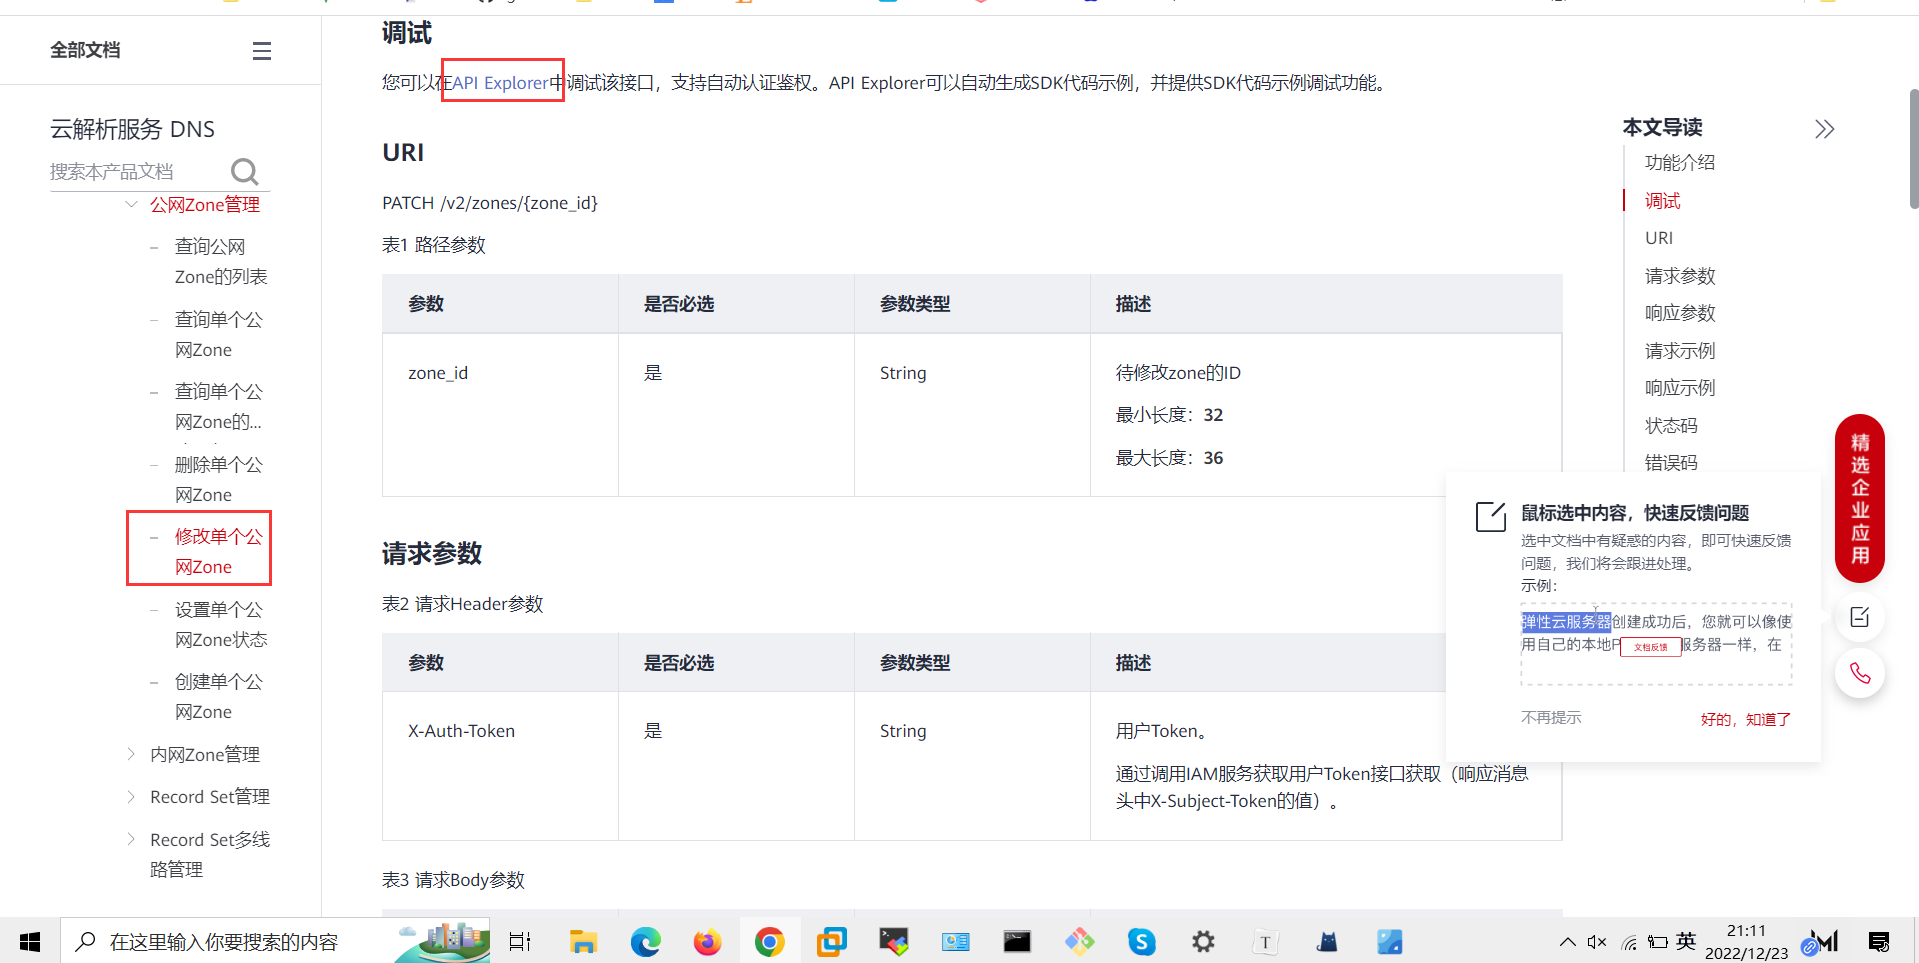 全部文档
云解析服务 DNS
搜索本产品文档
公网Zone管理
查询公网
Zone的列表
查询单个公
网Zone
查询单个公
网Zone的...
删除单个公
网Zone
修改单个公
网Zone
设置单个公
网Zone状态
创建单个公
网Zone
内网Zone管理
Record Set管理
Record Set多线
路管理
调试
您可以在API Explorer中调试该接口，支持自动认证鉴权。API Explorer可以自动生成SDK代码示例，并提供SDK代码示例调试功能。
URI
PATCH /v2/zones/{zone_id}
表1 路径参数
参数 是否必选 参数类型 描述
zone_id 是 String 待修改zone的ID
最小长度：32
最大长度：36
请求参数
表2 请求Header参数
参数 是否必选 参数类型 描述
X-Auth-Token 是 String 用户Token。
通过调用IAM服务获取用户Token接口获取（响应消息
头中X-Subject-Token的值）。
表3 请求Body参数
本文导读
功能介绍
调试
URI
请求参数
响应参数
请求示例
响应示例
状态码
错误码
鼠标选中内容，快速反馈问题
选中文档中有疑惑的内容，即可快速反馈
问题，我们将会跟进处理。
示例：
弹性云服务器创建成功后，您就可以像使
用自己的本地P 文档反馈 服务器一样，在
不再提示 好的，知道了
精选企业应用
在这里输入你要搜索的内容
英
21:11
2022/12/23